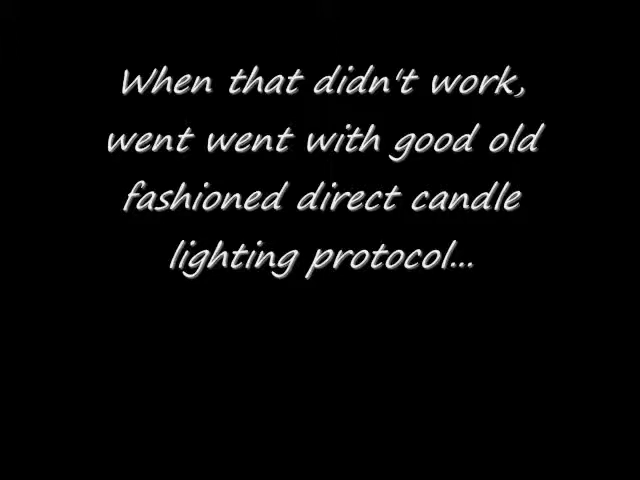 When that didn't work,
went went with good old
fashioned direct candle
lighting protocol...